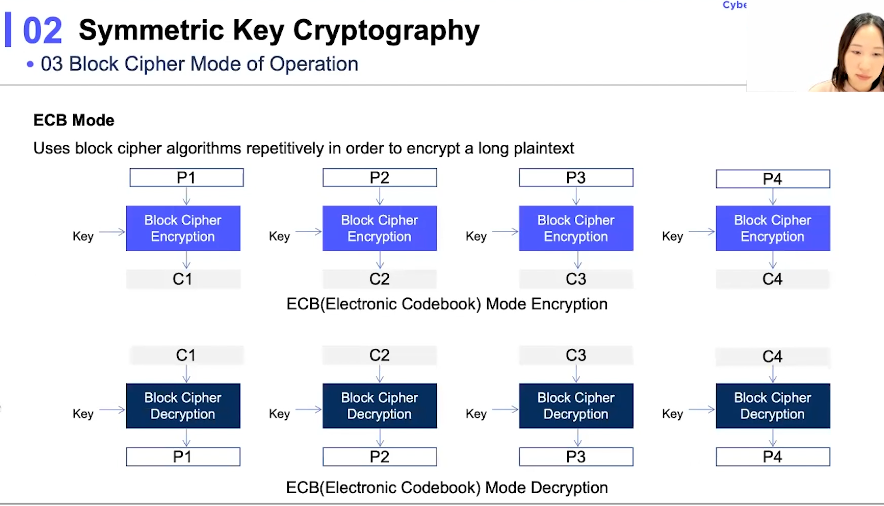 Cybe
02 Symmetric Key Cryptography
• 03 Block Cipher Mode of Operation
ECB Mode
Uses block cipher algorithms repetitively in order to encrypt a long plaintext
P1 P2 P3 P4
Key Block Cipher Encryption Key Block Cipher Encryption Key Block Cipher Encryption Key Block Cipher Encryption
C1 C2 C3 C4
ECB(Electronic Codebook) Mode Encryption
C1 C2 C3 C4
Key Block Cipher Decryption Key Block Cipher Decryption Key Block Cipher Decryption Key Block Cipher Decryption
P1 P2 P3 P4
ECB(Electronic Codebook) Mode Decryption